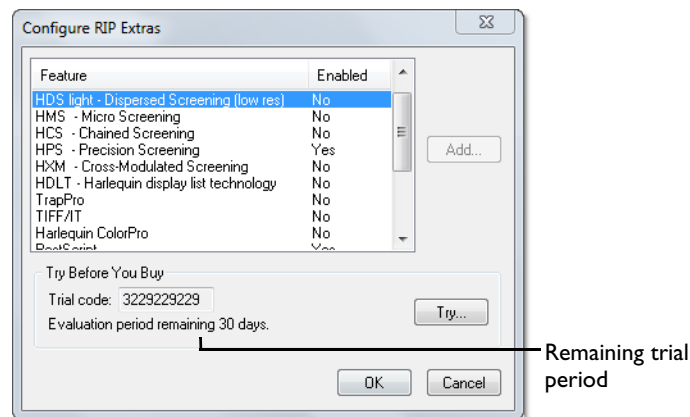 Configure RIP Extras
Feature Enabled
HDS light - Dispersed Screening (low res) No
HMS - Micro Screening No
HCS - Chained Screening No
HPS - Precision Screening Yes
HXM - Cross-Modulated Screening No
HDLT - Harlequin display list technology No
TrapPro No
TIFF/IT No
Harlequin ColorPro No
PostScript Yes
Add...
Try Before You Buy
Trial code: 3229229229
Try...
Evaluation period remaining 30 days.
Remaining trial
period
OK Cancel